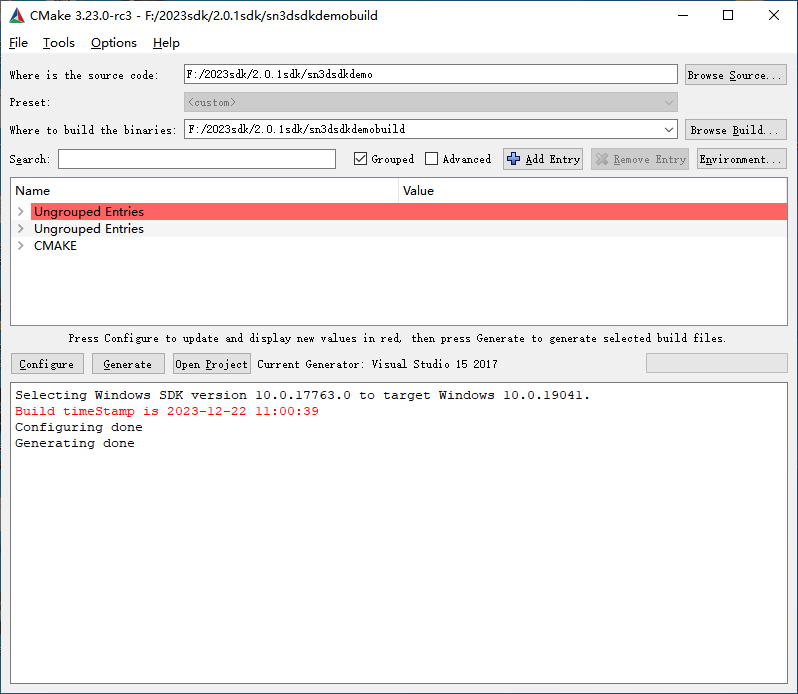 CMake 3.23.0-rc3 - F:/2023sdk/2.0.1sdk/sn3dsdkdemobuild
File Tools Options Help
Where is the source code: F:/2023sdk/2.0.1sdk/sn3dsdkdemo Browse Source...
Preset: <custom>
Where to build the binaries: F:/2023sdk/2.0.1sdk/sn3dsdkdemobuild Browse Build...
Search: Grouped Advanced Add Entry Remove Entry Environment...
Name Value
Ungrouped Entries
Ungrouped Entries
CMAKE
Press Configure to update and display new values in red, then press Generate to generate selected build files.
Configure Generate Open Project Current Generator: Visual Studio 15 2017
Selecting Windows SDK version 10.0.17763.0 to target Windows 10.0.19041.
Build timeStamp is 2023-12-22 11:00:39
Configuring done
Generating done